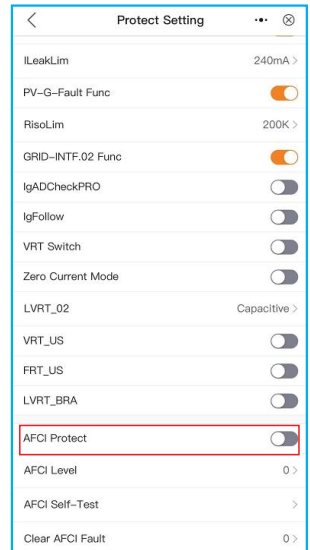 Protect Setting
ILeakLim 240mA >
PV-G-Fault Func
RisoLim 200K >
GRID-INTF.02 Func
IgADCheckPRO
IgFollow
VRT Switch
Zero Current Mode
LVRT_02 Capacitive >
VRT_US
FRT_US
LVRT_BRA
AFCI Protect
AFCI Level 0 >
AFCI Self-Test >
Clear AFCI Fault 0 >